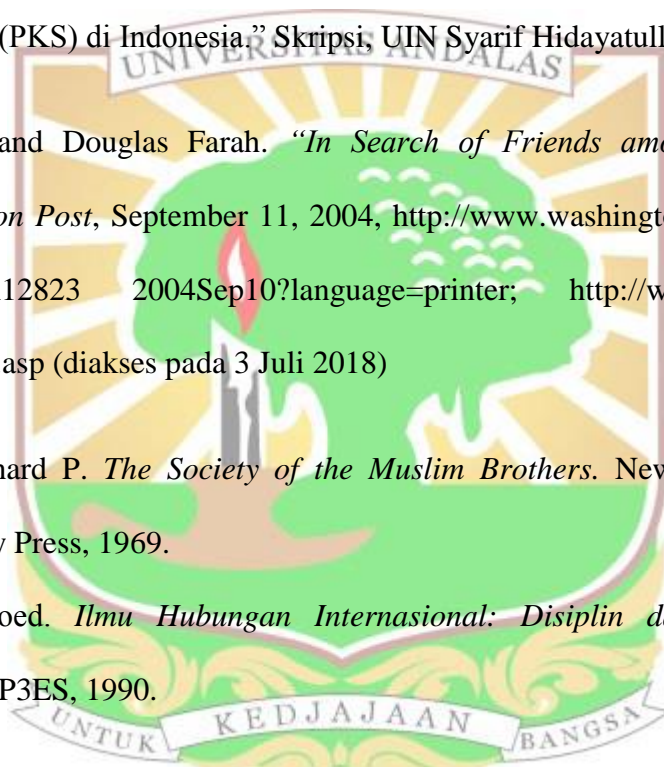 (PKS) di Indonesia.” Skripsi, UIN Syarif Hidayatull
UNIVERSITAS ANDALAS
and Douglas Farah. “In Search of Friends am
on Post, September 11, 2004, http://www.washingt
12823 2004Sep10?language=printer; http://w
asp (diakses pada 3 Juli 2018)
hard P. The Society of the Muslim Brothers. New
y Press, 1969.
oed. Ilmu Hubungan Internasional: Disiplin d
P3ES, 1990.
UNTUK KEDJAJAAN BANGSA